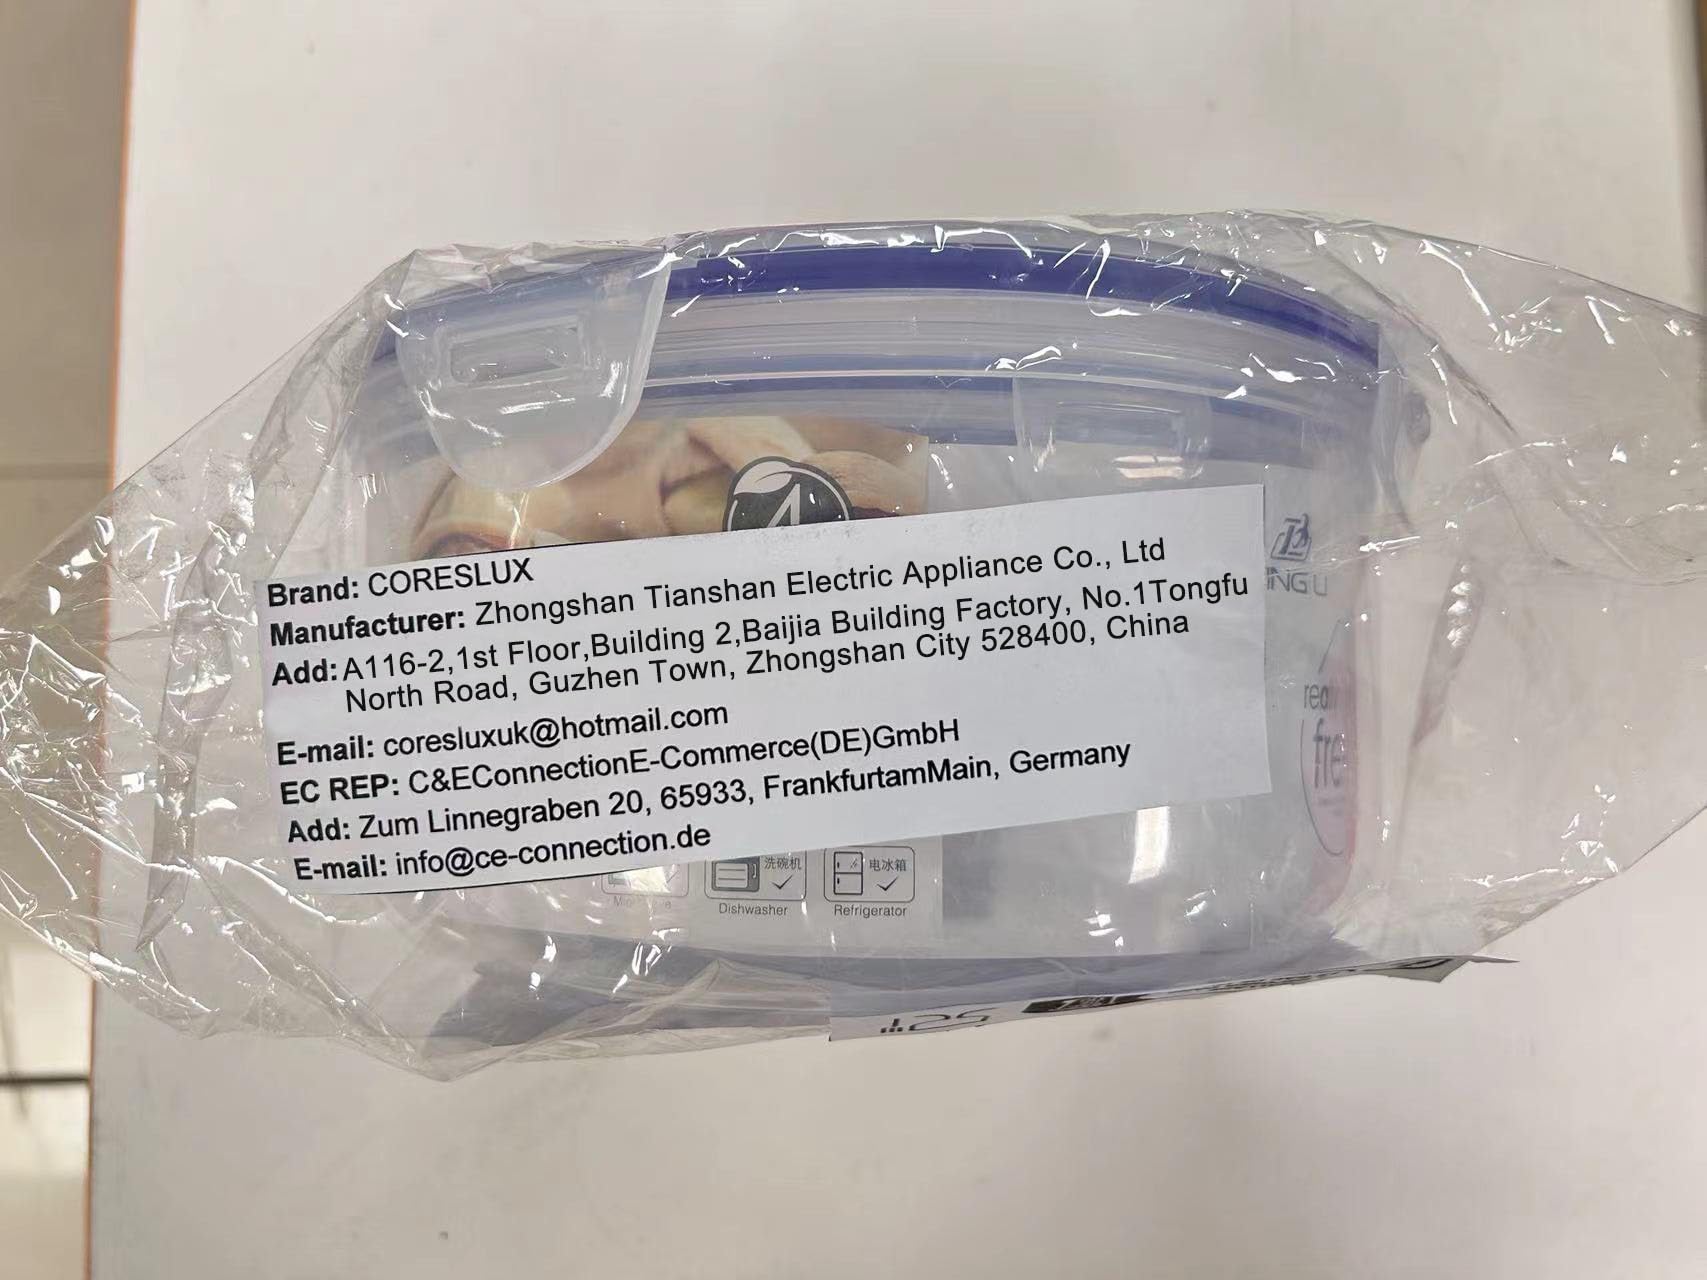 Brand: CORESLUX
Manufacturer: Zhongshan Tianshan Electric Appliance Co., Ltd
Add: A116-2,1st Floor,Building 2,Baijia Building Factory, No.1Tongfu
North Road, Guzhen Town, Zhongshan City 528400, China
E-mail: coresluxuk@hotmail.com
EC REP: C&EConnectionE-Commerce(DE)GmbH
Add: Zum Linnegraben 20, 65933, FrankfurtamMain, Germany
E-mail: info@ce-connection.de
洗碗机
电冰箱
Dishwasher
Refrigerator